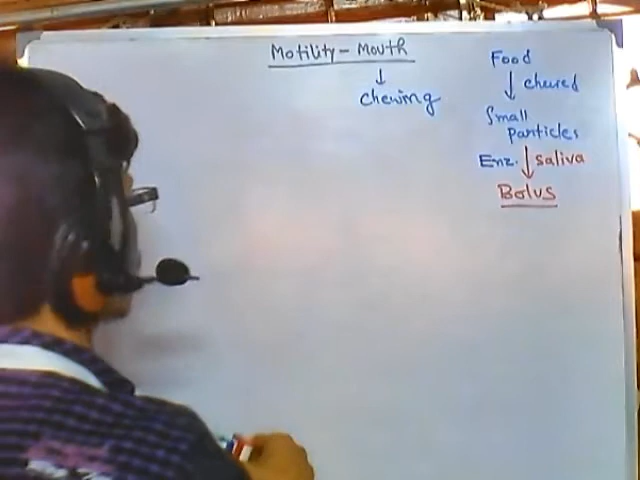 Motility - Mouth
↓
chewing
Food
↓ chewed
Small
particles
Enz. ↓ saliva
Bolus